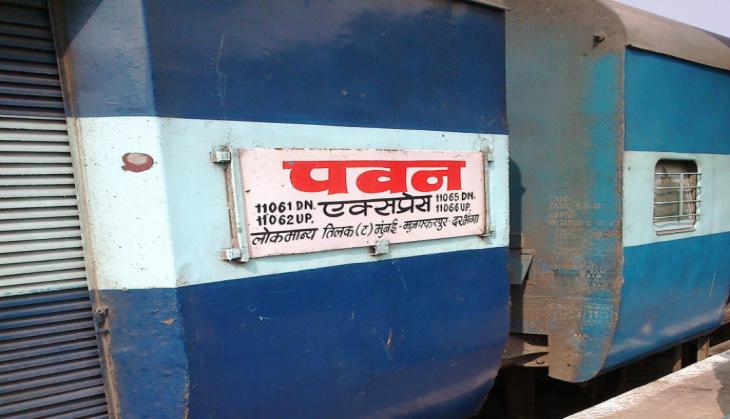 पवन
11061 DN. एक्सप्रेस 11065 DN.
11062 UP. 11066 UP.
लोकमान्य तिलक (ट) मुंबई - मुजफ्फरपुर - दरभंगा